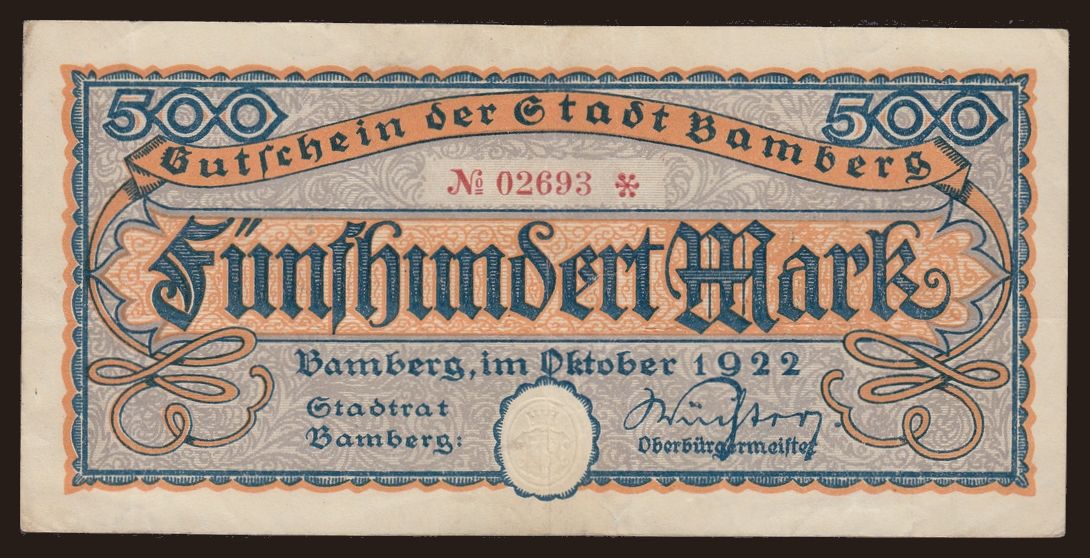 500
500
Gutschein der Stadt Bamberg
№ 02693 *
Fünfhundert Mark
Bamberg, im Oktober 1922
Stadtrat
Bamberg:
Oberbürgermeister